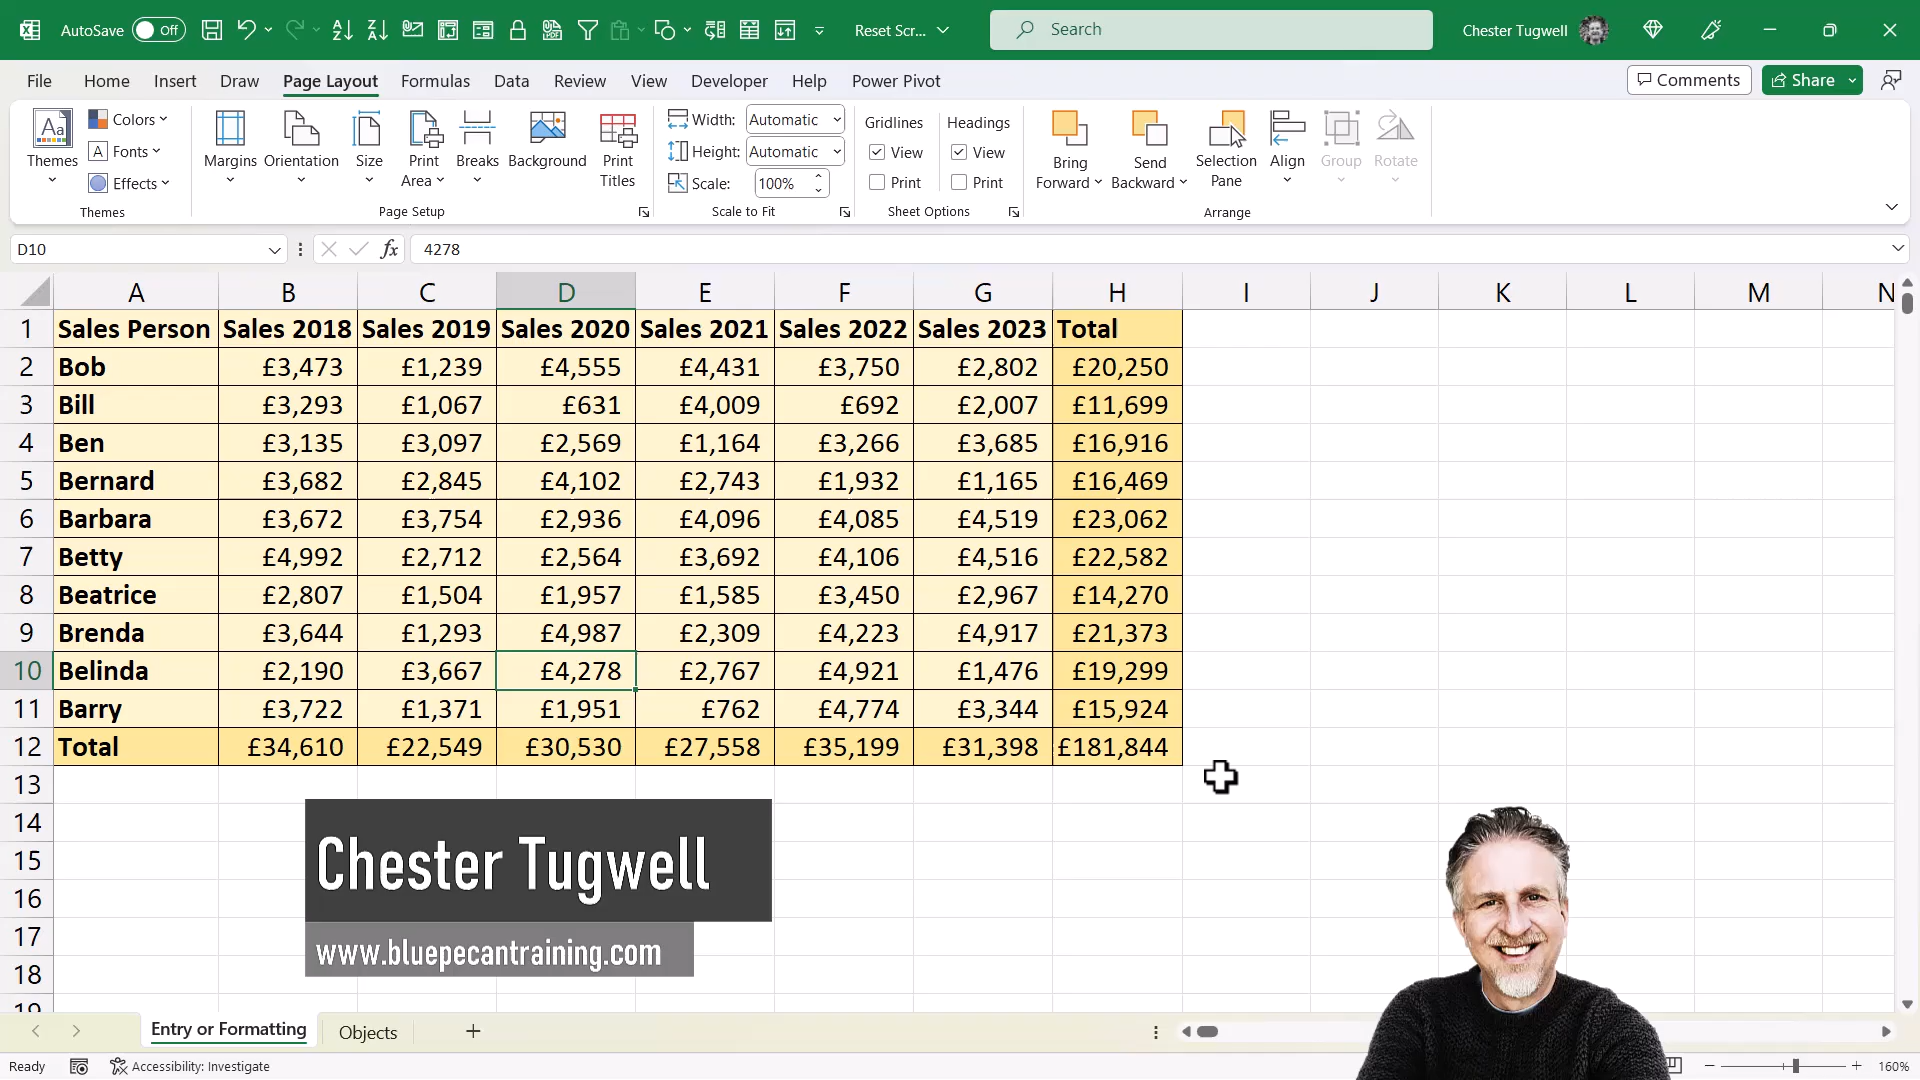 AutoSave Off Reset Scr... Search Chester Tugwell
File Home Insert Draw Page Layout Formulas Data Review View Developer Help Power Pivot Comments Share
Themes Colors Fonts Effects
Themes
Margins Orientation Size Print Area Breaks Background Print Titles
Page Setup
Width: Automatic
Height: Automatic
Scale: 100%
Scale to Fit
Gridlines Headings
View View
Print Print
Sheet Options
Bring Forward Send Backward Selection Pane Align Group Rotate
Arrange
D10 fx 4278
A B C D E F G H I J K L M N
1 Sales Person Sales 2018 Sales 2019 Sales 2020 Sales 2021 Sales 2022 Sales 2023 Total
2 Bob £3,473 £1,239 £4,555 £4,431 £3,750 £2,802 £20,250
3 Bill £3,293 £1,067 £631 £4,009 £692 £2,007 £11,699
4 Ben £3,135 £3,097 £2,569 £1,164 £3,266 £3,685 £16,916
5 Bernard £3,682 £2,845 £4,102 £2,743 £1,932 £1,165 £16,469
6 Barbara £3,672 £3,754 £2,936 £4,096 £4,085 £4,519 £23,062
7 Betty £4,992 £2,712 £2,564 £3,692 £4,106 £4,516 £22,582
8 Beatrice £2,807 £1,504 £1,957 £1,585 £3,450 £2,967 £14,270
9 Brenda £3,644 £1,293 £4,987 £2,309 £4,223 £4,917 £21,373
10 Belinda £2,190 £3,667 £4,278 £2,767 £4,921 £1,476 £19,299
11 Barry £3,722 £1,371 £1,951 £762 £4,774 £3,344 £15,924
12 Total £34,610 £22,549 £30,530 £27,558 £35,199 £31,398 £181,844
13
14
15
16
17
18
19
Chester Tugwell
www.bluepecantraining.com
Entry or Formatting Objects
Ready Accessibility: Investigate 160%